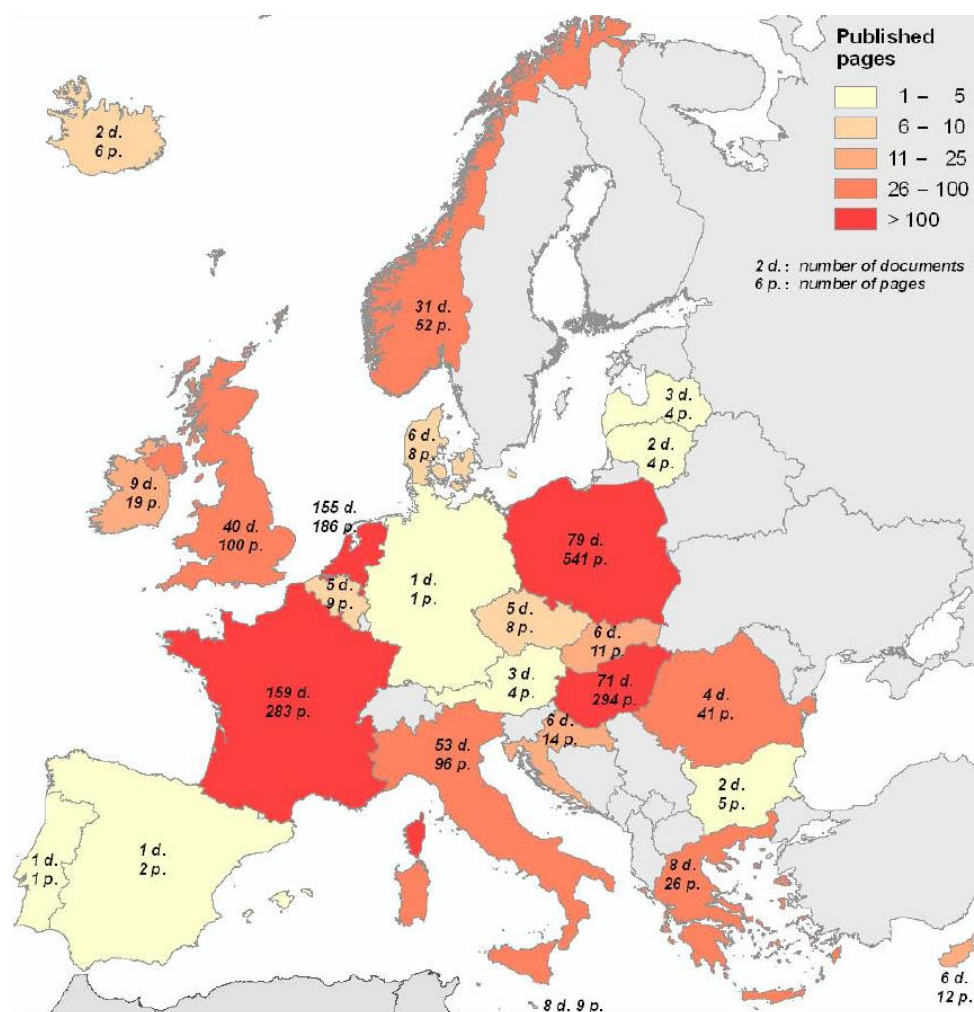 Published
pages
1 – 5
6 – 10
11 – 25
26 – 100
> 100
2 d.: number of documents
6 p.: number of pages
2 d.
6 p.
31 d.
52 p.
3 d.
4 p.
2 d.
4 p.
6 d.
8 p.
9 d.
19 p.
40 d.
100 p.
155 d.
186 p.
79 d.
541 p.
1 d.
1 p.
5 d.
9 p.
5 d.
8 p.
6 d.
11 p.
3 d.
4 p.
71 d.
294 p.
159 d.
283 p.
4 d.
41 p.
6 d.
14 p.
53 d.
96 p.
2 d.
5 p.
1 d.
1 p.
1 d.
2 p.
8 d.
26 p.
6 d.
12 p.
8 d. 9 p.